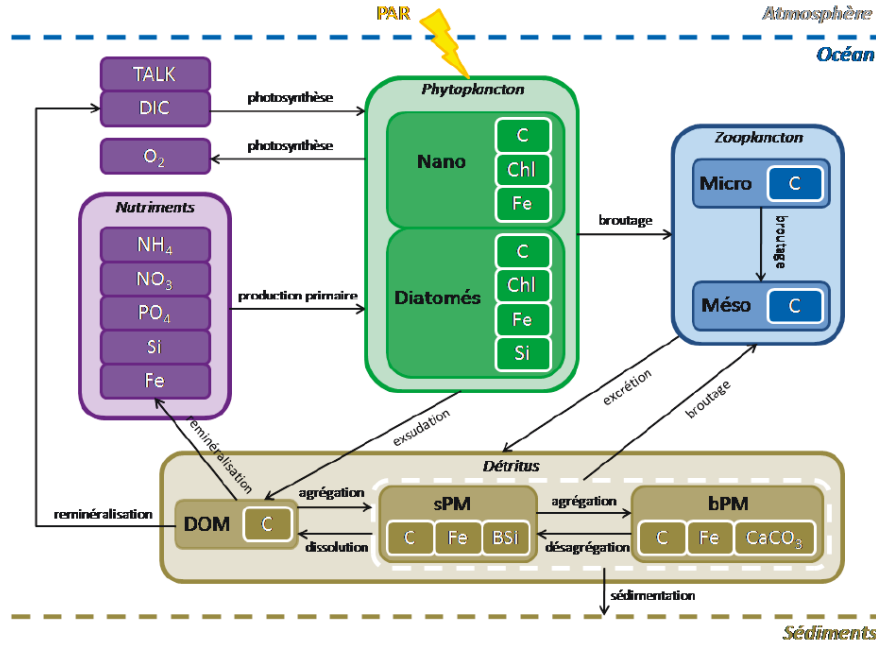 PAR
Atmosphère
Océan
TALK
DIC
O₂
photosynthèse
photosynthèse
Phytoplancton
Nano
C
Chl
Fe
Diatomés
C
Chl
Fe
Si
Zooplancton
Micro
C
broutage
Méso
C
broutage
Nutriments
NH₄
NO₃
PO₄
Si
Fe
production primaire
reminéralisation
exsudation
excrétion
broutage
Détritus
reminéralisation
DOM
C
agrégation
dissolution
sPM
C
Fe
BSi
agrégation
désagrégation
bPM
C
Fe
CaCO₃
sédimentation
Sédiments